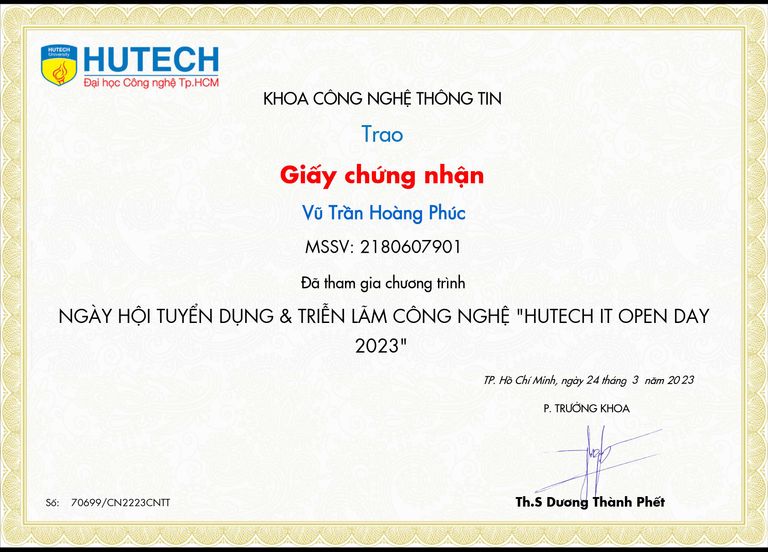 HUTECH
University
HUTECH
Đại học Công nghệ Tp.HCM
KHOA CÔNG NGHỆ THÔNG TIN
Trao
Giấy chứng nhận
Vũ Trần Hoàng Phúc
MSSV: 2180607901
Đã tham gia chương trình
NGÀY HỘI TUYỂN DỤNG & TRIỄN LÃM CÔNG NGHỆ "HUTECH IT OPEN DAY
2023"
TP. Hồ Chí Minh, ngày 24 tháng 3 năm 2023
P. TRƯỞNG KHOA
Số: 70699/CN2223CNTT
Th.S Dương Thành Phết